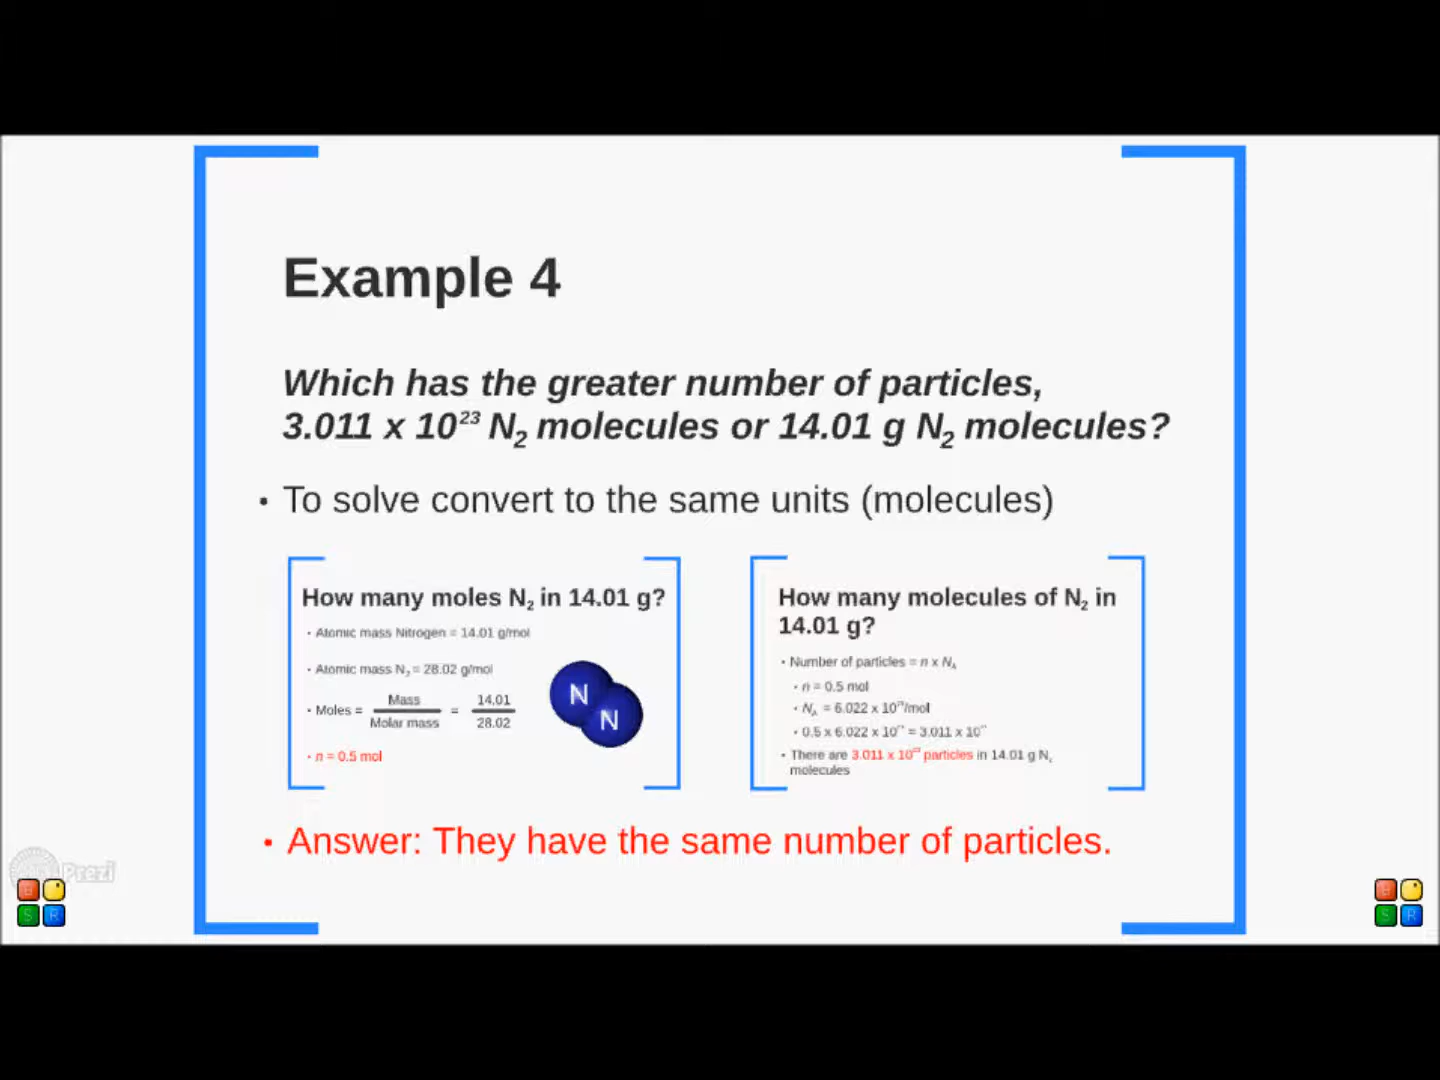 Example 4
Which has the greater number of particles,
3.011 x 10²³ N₂ molecules or 14.01 g N₂ molecules?
• To solve convert to the same units (molecules)
How many moles N₂ in 14.01 g?
• Atomic mass Nitrogen = 14.01 g/mol
• Atomic mass N₂ = 28.02 g/mol
• Moles = Mass / Molar mass = 14.01 / 28.02
• n = 0.5 mol
N
N
How many molecules of N₂ in
14.01 g?
• Number of particles = n x N_A
• n = 0.5 mol
• N_A = 6.022 x 10²³/mol
• 0.5 x 6.022 x 10²³ = 3.011 x 10²³
• There are 3.011 x 10²³ particles in 14.01 g N₂
molecules
• Answer: They have the same number of particles.
Prezi
S R
S R